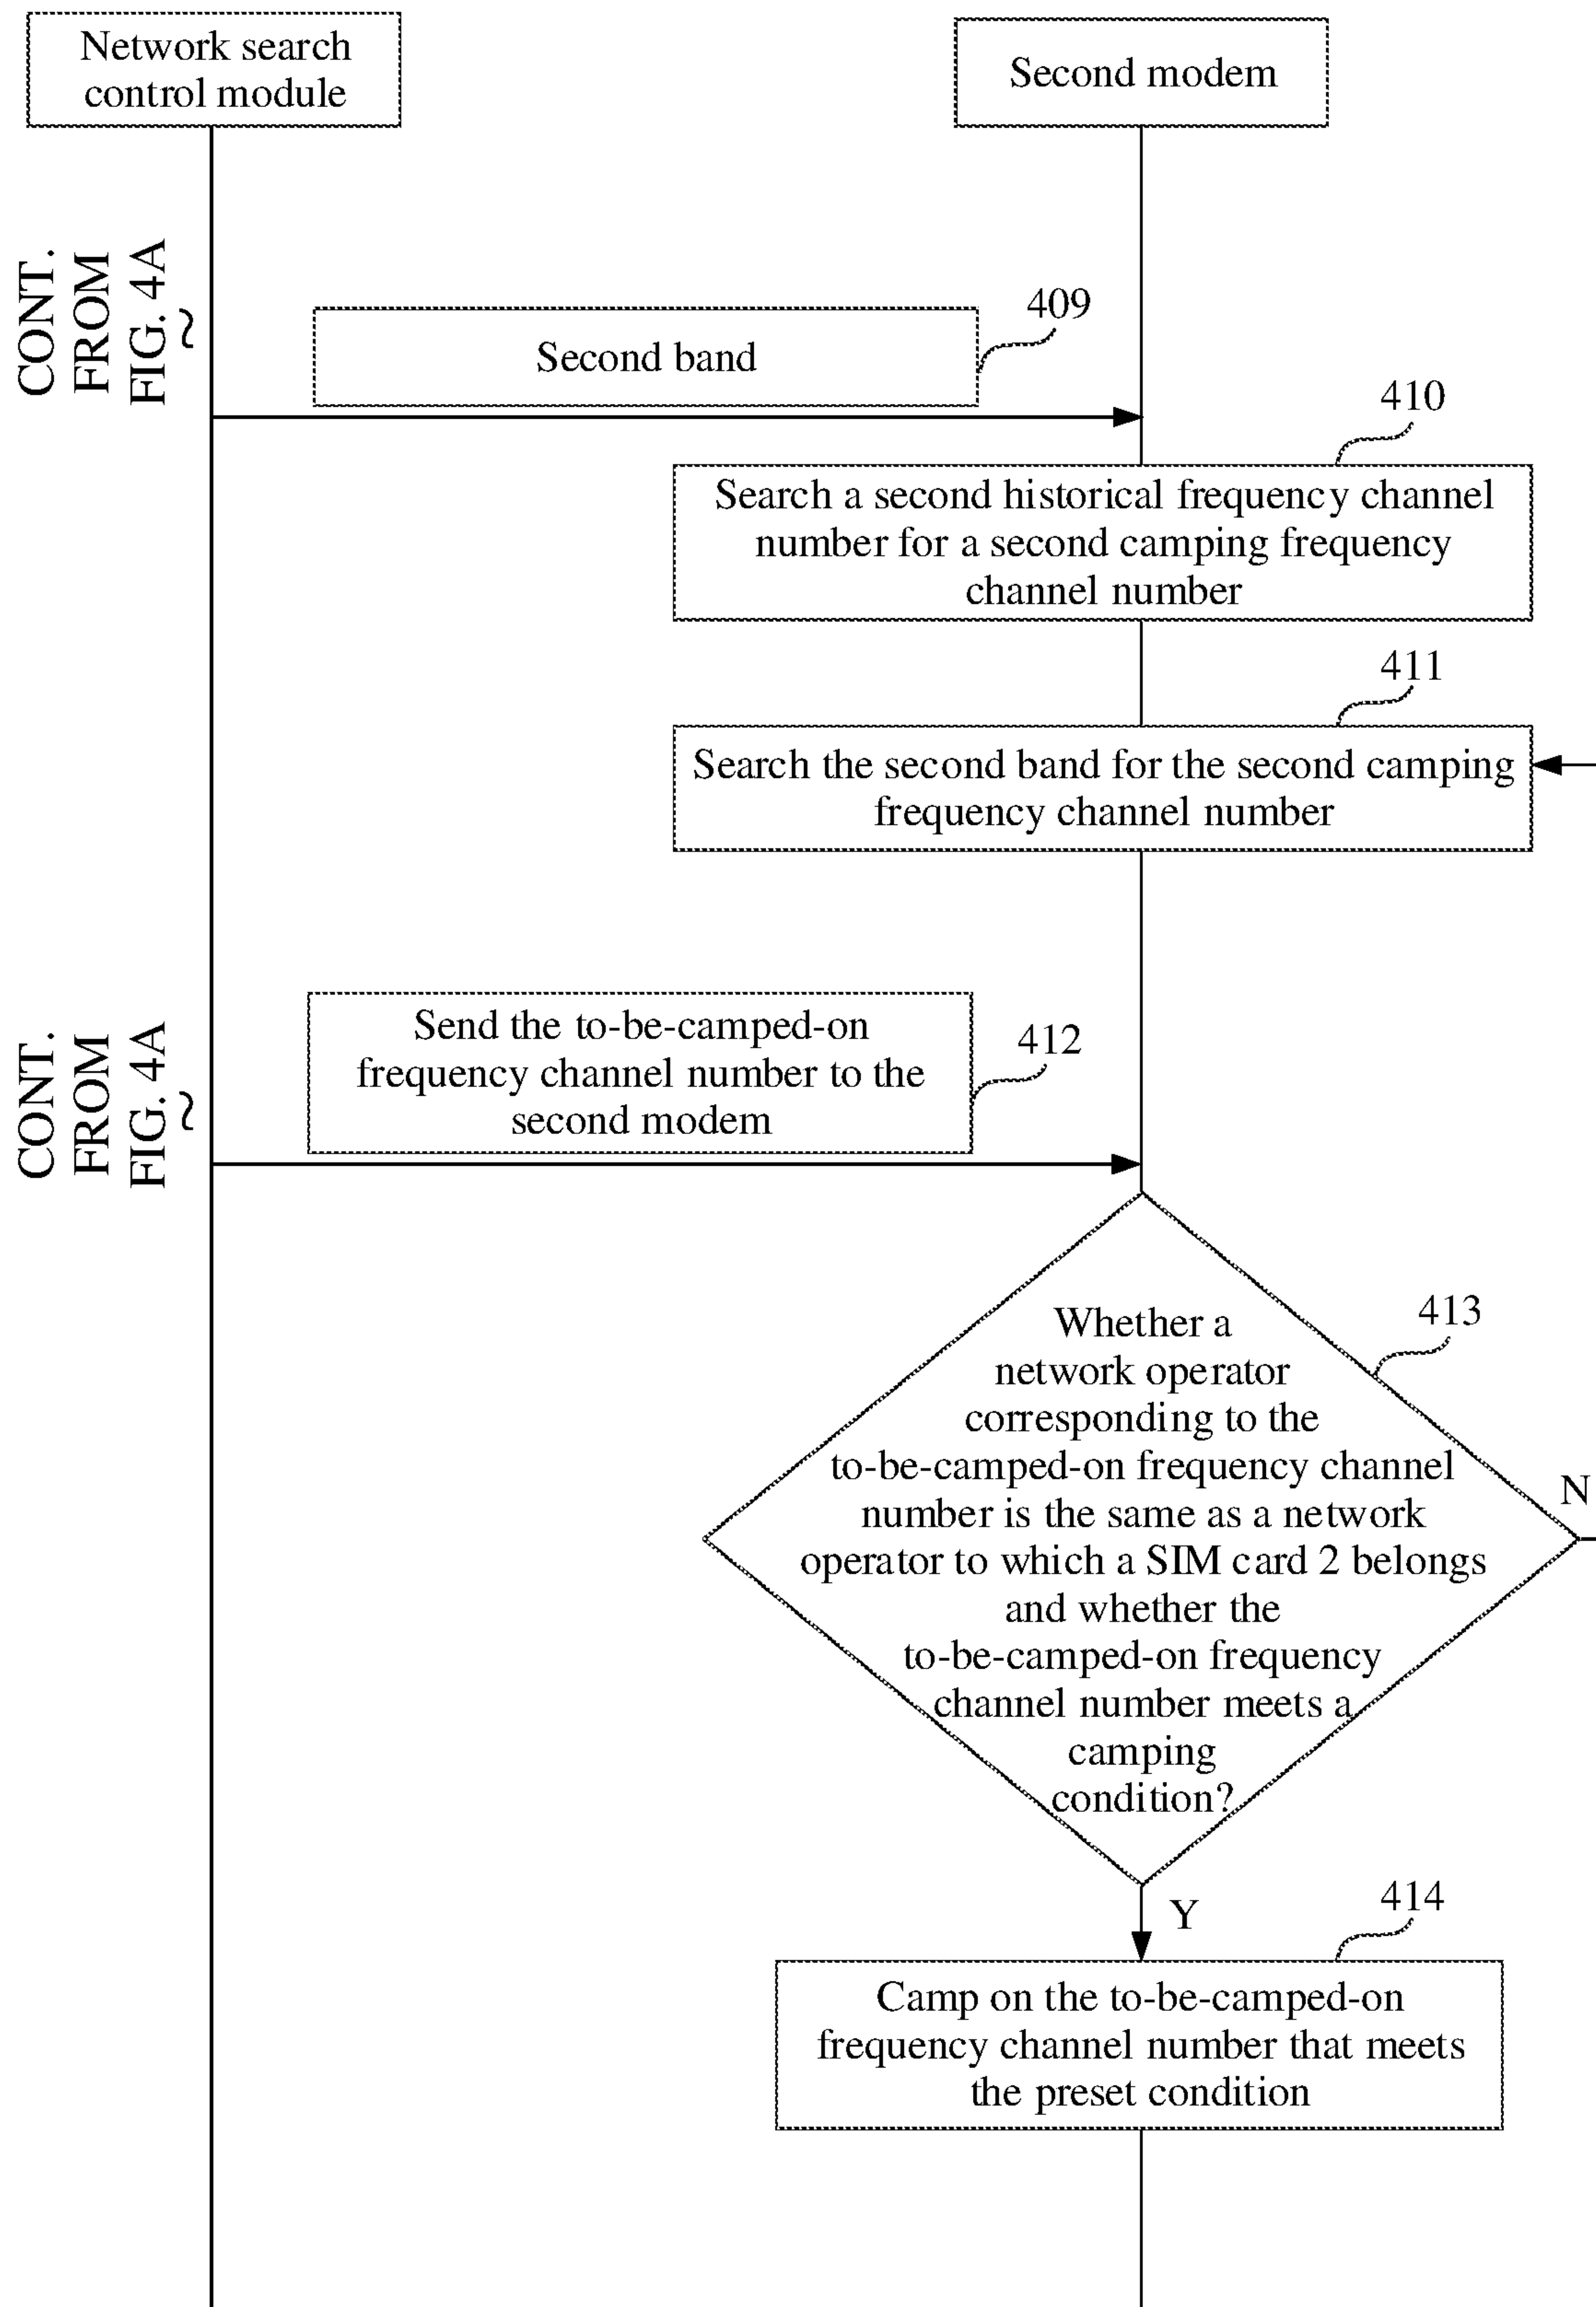 Network search
control module
Second modem
CONT.
FROM
FIG. 4A
Second band
409
410
Search a second historical frequency channel
number for a second camping frequency
channel number
411
Search the second band for the second camping
frequency channel number
CONT.
FROM
FIG. 4A
Send the to-be-camped-on
frequency channel number to the
second modem
412
413
Whether a
network operator
corresponding to the
to-be-camped-on frequency channel
number is the same as a network
operator to which a SIM card 2 belongs
and whether the
to-be-camped-on frequency
channel number meets a
camping
condition?
N
Y
414
Camp on the to-be-camped-on
frequency channel number that meets
the preset condition